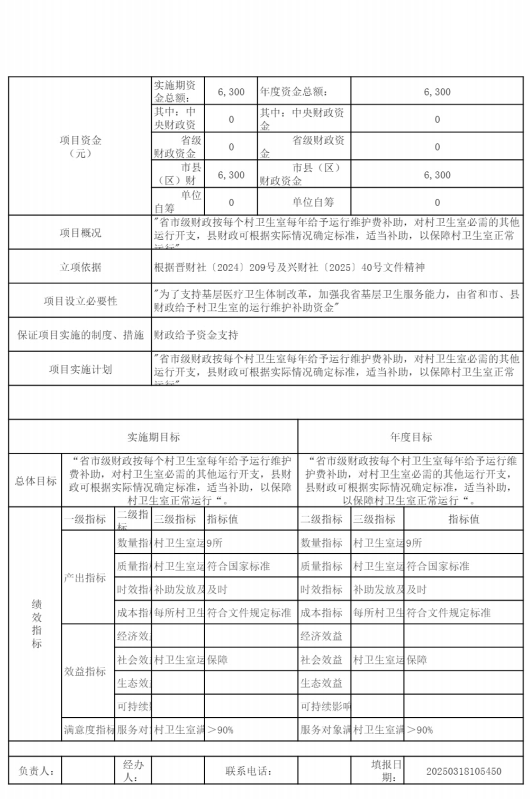 项目资金
（元）
实施期资金总额： 6,300 年度资金总额： 6,300
其中：中央财政资 0 其中：中央财政资金 0
省级财政资金 0 省级财政资金 0
市县（区）财 6,300 市县（区）财政资金 6,300
单位自筹 0 单位自筹 0
项目概况
"省市级财政按每个村卫生室每年给予运行维护费补助，对村卫生室必需的其他
运行开支，县财政可根据实际情况确定标准，适当补助，以保障村卫生室正常
运行"
立项依据 根据晋财社〔2024〕209号及兴财社〔2025〕40号文件精神
项目设立必要性
"为了支持基层医疗卫生体制改革，加强我省基层卫生服务能力，由省和市、县
财政给予村卫生室的运行维护补助资金"
保证项目实施的制度、措施 财政给予资金支持
项目实施计划
"省市级财政按每个村卫生室每年给予运行维护费补助，对村卫生室必需的其他
运行开支，县财政可根据实际情况确定标准，适当补助，以保障村卫生室正常
运行"
实施期目标 年度目标
总体目标
“省市级财政按每个村卫生室每年给予运行维护
费补助，对村卫生室必需的其他运行开支，县财
政可根据实际情况确定标准，适当补助，以保障
村卫生室正常运行“。
“省市级财政按每个村卫生室每年给予运行维
护费补助，对村卫生室必需的其他运行开支，
县财政可根据实际情况确定标准，适当补助，
以保障村卫生室正常运行“。
绩效指标
一级指标 二级指标 三级指标 指标值 二级指标 三级指标 指标值
产出指标
数量指 村卫生室运 9所 数量指标 村卫生室运 9所
质量指 村卫生室运 符合国家标准 质量指标 村卫生室运 符合国家标准
时效指 补助发放及 及时 时效指标 补助发放及 及时
成本指 每所村卫生 符合文件规定标准 成本指标 每所村卫生 符合文件规定标准
效益指标
经济效 经济效益
社会效 村卫生室运 保障 社会效益 村卫生室运 保障
生态效 生态效益
可持续 可持续影响
满意度指标 服务对 村卫生室满 ＞90% 服务对象满 村卫生室满 ＞90%
负责人： 经办人： 联系电话： 填报日期： 20250318105450